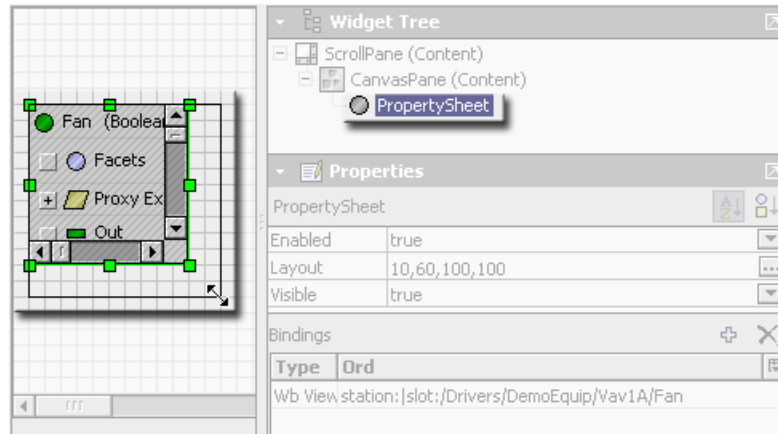 Widget Tree
ScrollPane (Content)
CanvasPane (Content)
PropertySheet
Fan (Boolea
Facets
Proxy Ex
Out
Properties
PropertySheet
Enabled true
Layout 10,60,100,100
Visible true
Bindings
Type Ord
Wb View station:|slot:/Drivers/DemoEquip/Vav1A/Fan